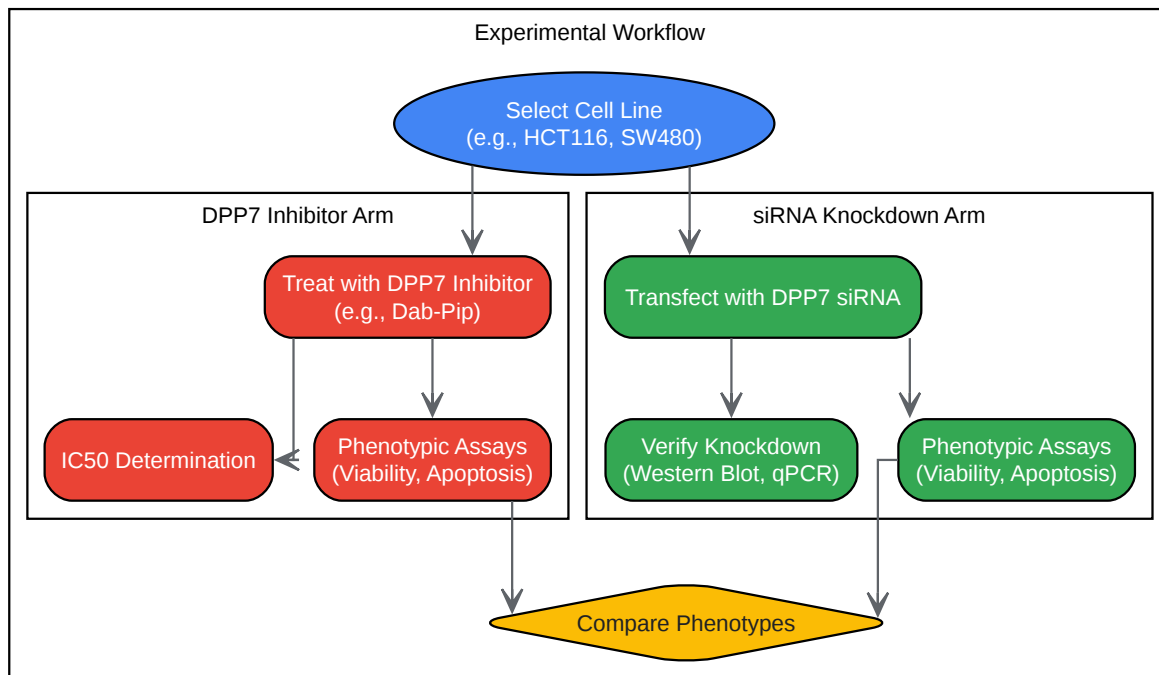 Experimental Workflow
Select Cell Line
(e.g., HCT116, SW480)
DPP7 Inhibitor Arm
siRNA Knockdown Arm
Treat with DPP7 Inhibitor
(e.g., Dab-Pip)
Transfect with DPP7 siRNA
IC50 Determination
Phenotypic Assays
(Viability, Apoptosis)
Verify Knockdown
(Western Blot, qPCR)
Phenotypic Assays
(Viability, Apoptosis)
Compare Phenotypes